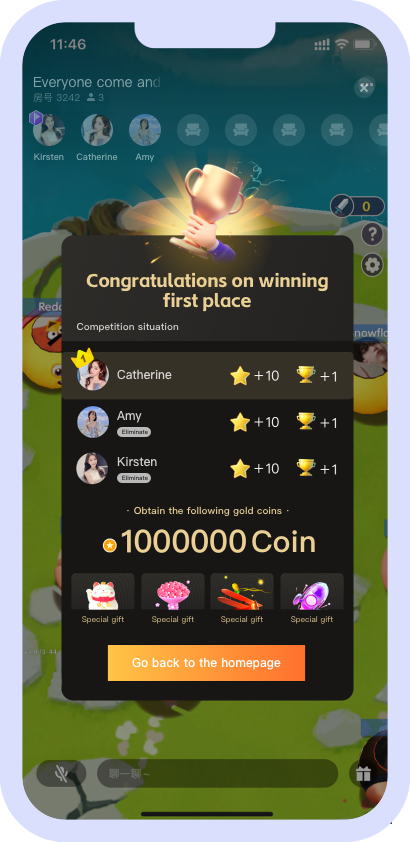 11:46
Everyone come and
房号 3242 3
Kirsten Catherine Amy
0
?
Congratulations on winning
first place
Competition situation
1
Catherine +10 +1
Amy +10 +1
Eliminate
Kirsten +10 +1
Eliminate
· Obtain the following gold coins ·
1000000 Coin
Special gift Special gift Special gift Special gift
Go back to the homepage
聊一聊~